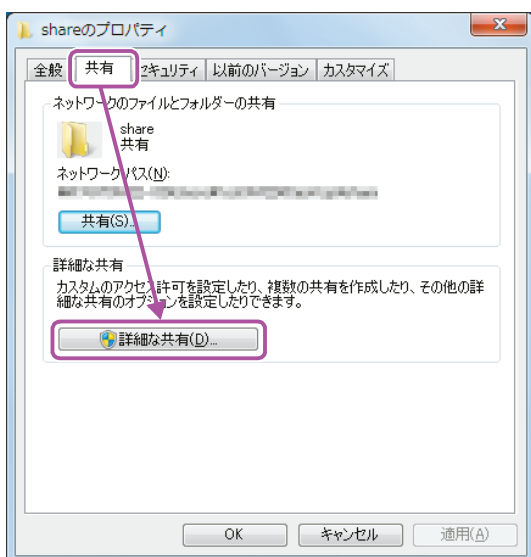 shareのプロパティ
全般 共有 セキュリティ 以前のバージョン カスタマイズ
ネットワークのファイルとフォルダーの共有
share
共有
ネットワーク パス(N):
共有(S)...
詳細な共有
カスタムのアクセス許可を設定したり、複数の共有を作成したり、その他の詳
細な共有のオプションを設定したりできます。
詳細な共有(D)...
OK キャンセル 適用(A)